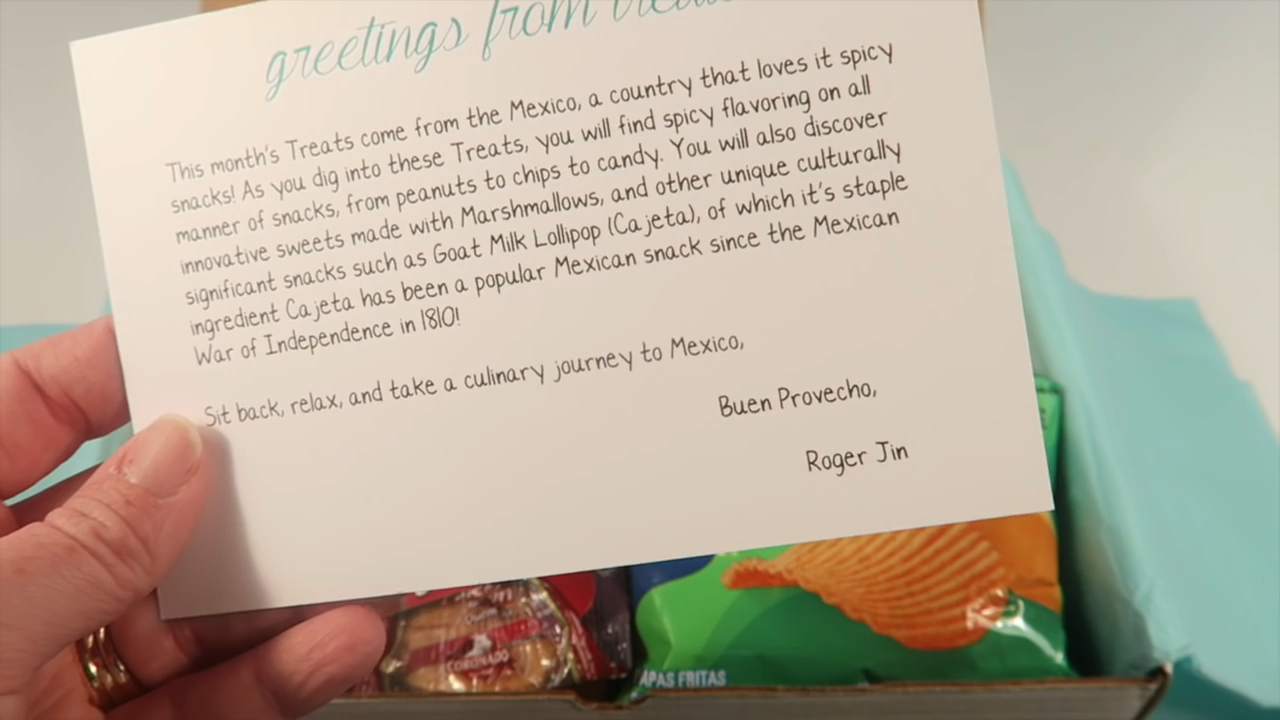 greetings from
This month's Treats come from the Mexico, a country that loves it spicy
snacks! As you dig into these Treats, you will find spicy flavoring on all
manner of snacks, from peanuts to chips to candy. You will also discover
innovative sweets made with Marshmallows, and other unique culturally
significant snacks such as Goat Milk Lollipop (Cajeta), of which it's staple
ingredient Cajeta has been a popular Mexican snack since the Mexican
War of Independence in 1810!
Sit back, relax, and take a culinary journey to Mexico,
Buen Provecho,
Roger Jin
CORONADO
APAS FRITAS